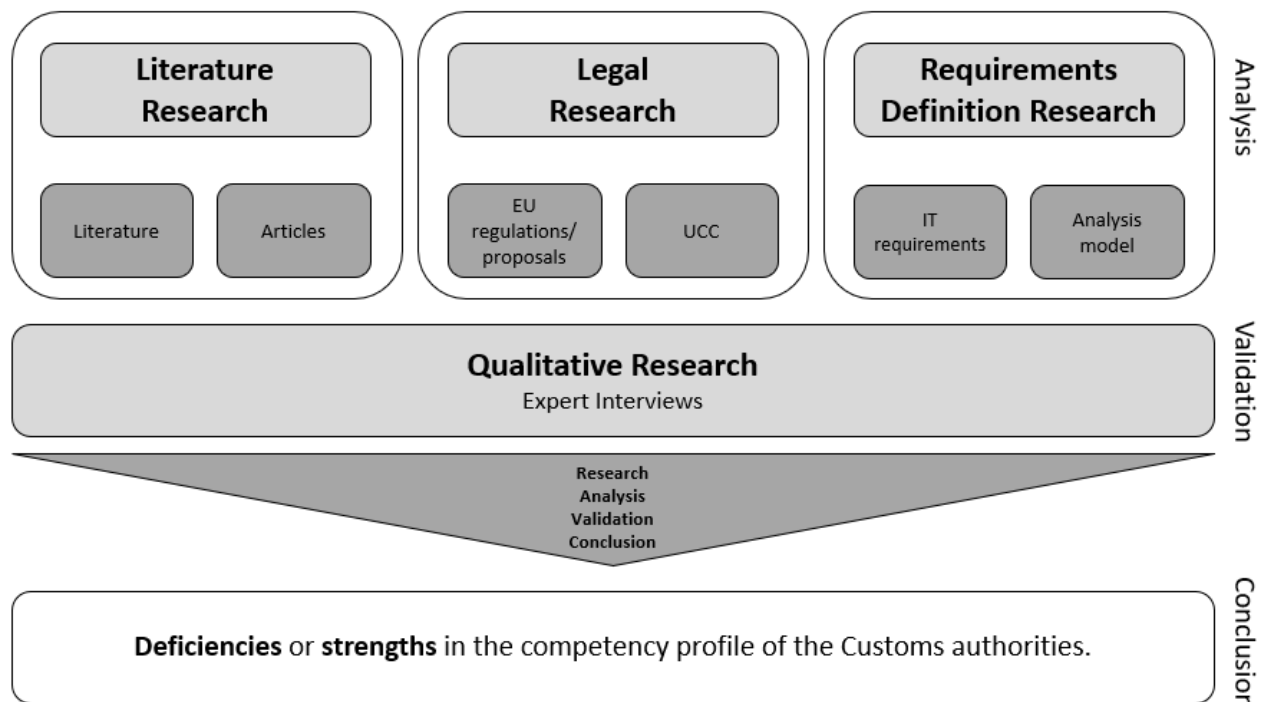 Literature
Research
Legal
Research
Requirements
Definition Research
Analysis
Literature
Articles
EU
regulations/
proposals
UCC
IT
requirements
Analysis
model
Qualitative Research
Expert Interviews
Validation
Research
Analysis
Validation
Conclusion
Deficiencies or strengths in the competency profile of the Customs authorities.
Conclusion